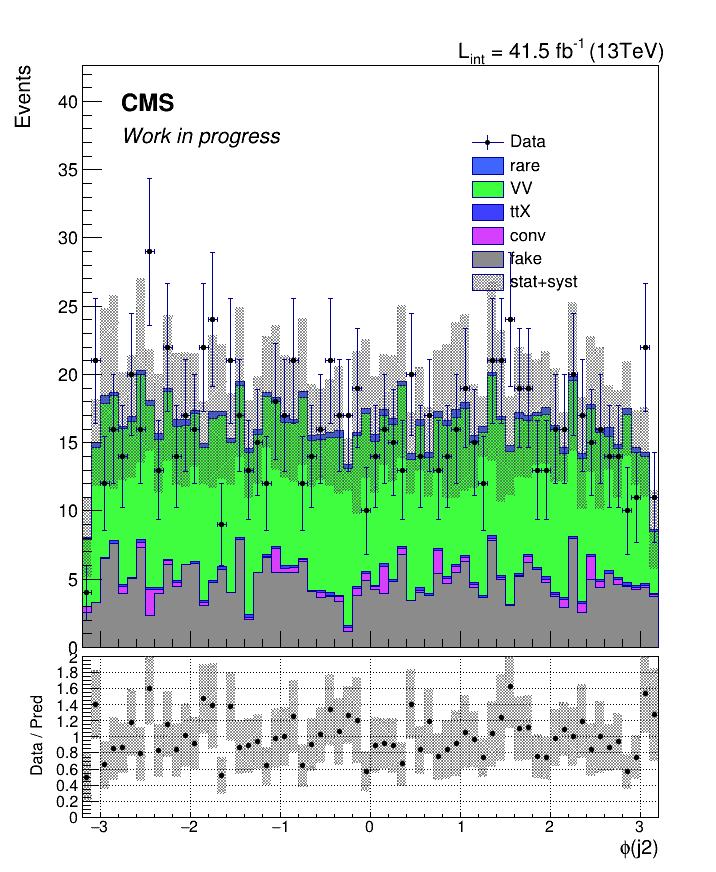 L_int = 41.5 fb^-1 (13TeV)
Events
CMS
Work in progress
Data
rare
VV
ttX
conv
fake
stat+syst
40
35
30
25
20
15
10
5
0
Data / Pred
2
1.8
1.6
1.4
1.2
1
0.8
0.6
0.4
0.2
0
−3 −2 −1 0 1 2 3
ϕ(j2)